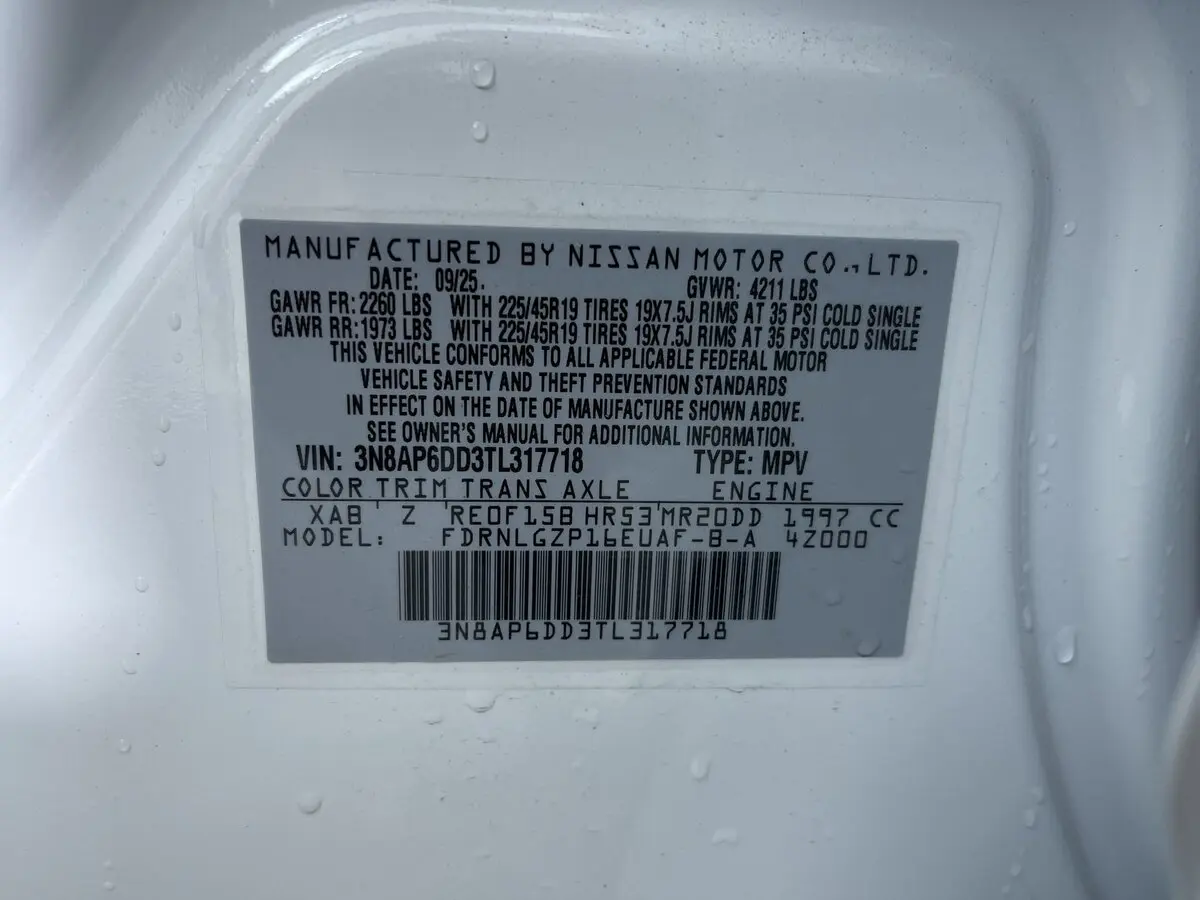 MANUFACTURED BY NISSAN MOTOR CO., LTD.
DATE: 09/25. GVWR: 4211 LBS
GAWR FR: 2260 LBS WITH 225/45R19 TIRES 19X7.5J RIMS AT 35 PSI COLD SINGLE
GAWR RR: 1973 LBS WITH 225/45R19 TIRES 19X7.5J RIMS AT 35 PSI COLD SINGLE
THIS VEHICLE CONFORMS TO ALL APPLICABLE FEDERAL MOTOR
VEHICLE SAFETY AND THEFT PREVENTION STANDARDS
IN EFFECT ON THE DATE OF MANUFACTURE SHOWN ABOVE.
SEE OWNER'S MANUAL FOR ADDITIONAL INFORMATION.
VIN: 3N8AP6DD3TL317718 TYPE: MPV
COLOR TRIM TRANS AXLE ENGINE
XAB Z RE0F15B HR53 MR20DD 1997 CC
MODEL: FDRNLGZP16EUAF-B-A 4Z000
3N8AP6DD3TL317718